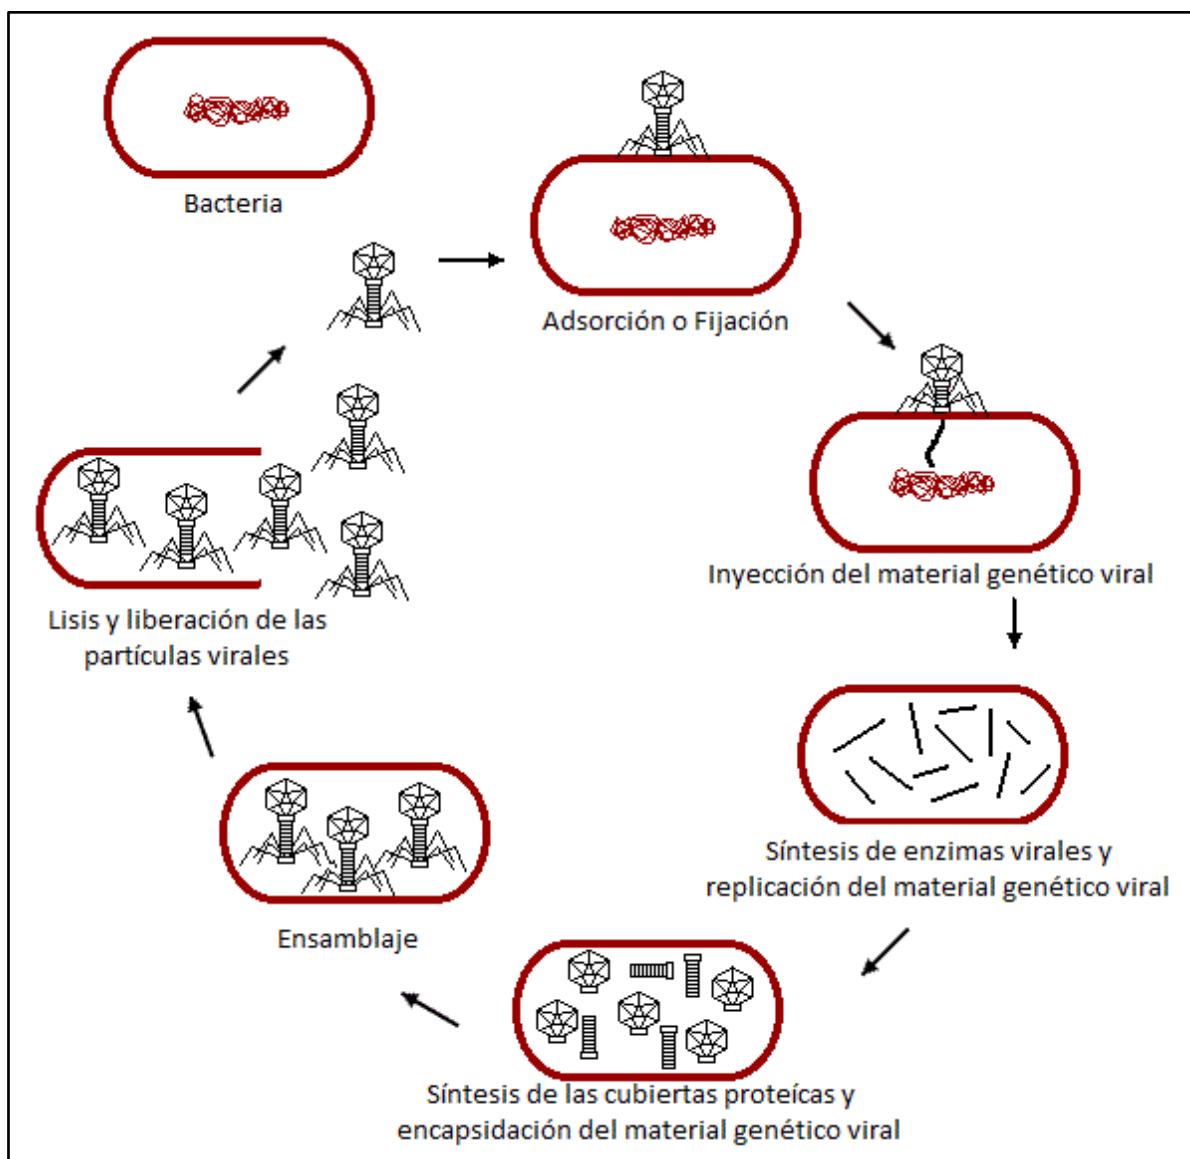 Bacteria
Adsorción o Fijación
Inyección del material genético viral
Síntesis de enzimas virales y
replicación del material genético viral
Síntesis de las cubiertas proteícas y
encapsidación del material genético viral
Ensamblaje
Lisis y liberación de las
partículas virales